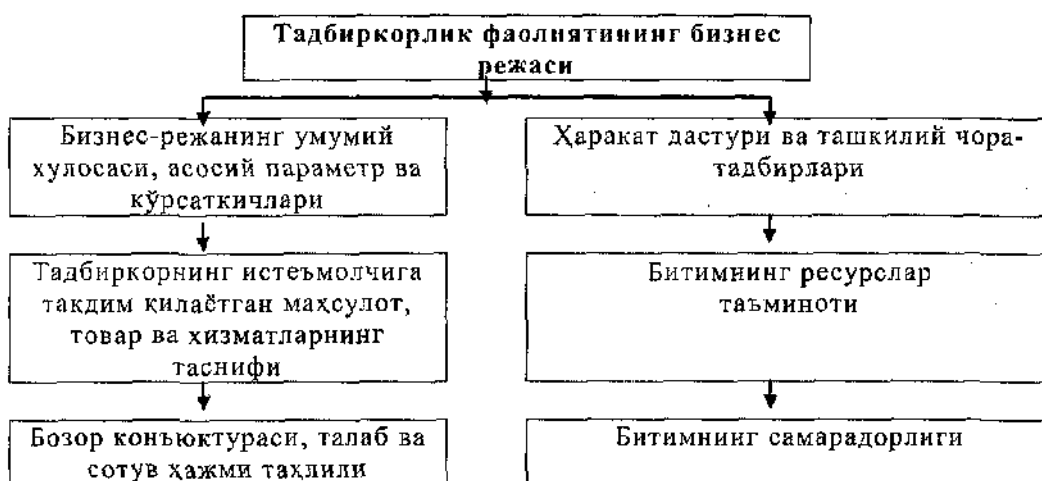 Тадбиркорлик фаолиятининг бизнес
режаси
Бизнес-режанинг умумий
хулосаси, асосий параметр ва
кўрсаткичлари
Ҳаракат дастури ва ташкилий чора-
тадбирлари
Тадбиркорнинг истеъмолчига
такдим қилаётган маҳсулот,
товар ва хизматларнинг
таснифи
Битимнинг ресурслар
таъминоти
Бозор конъюктураси, талаб ва
сотув ҳажми таҳлили
Битимнинг самарадорлиги